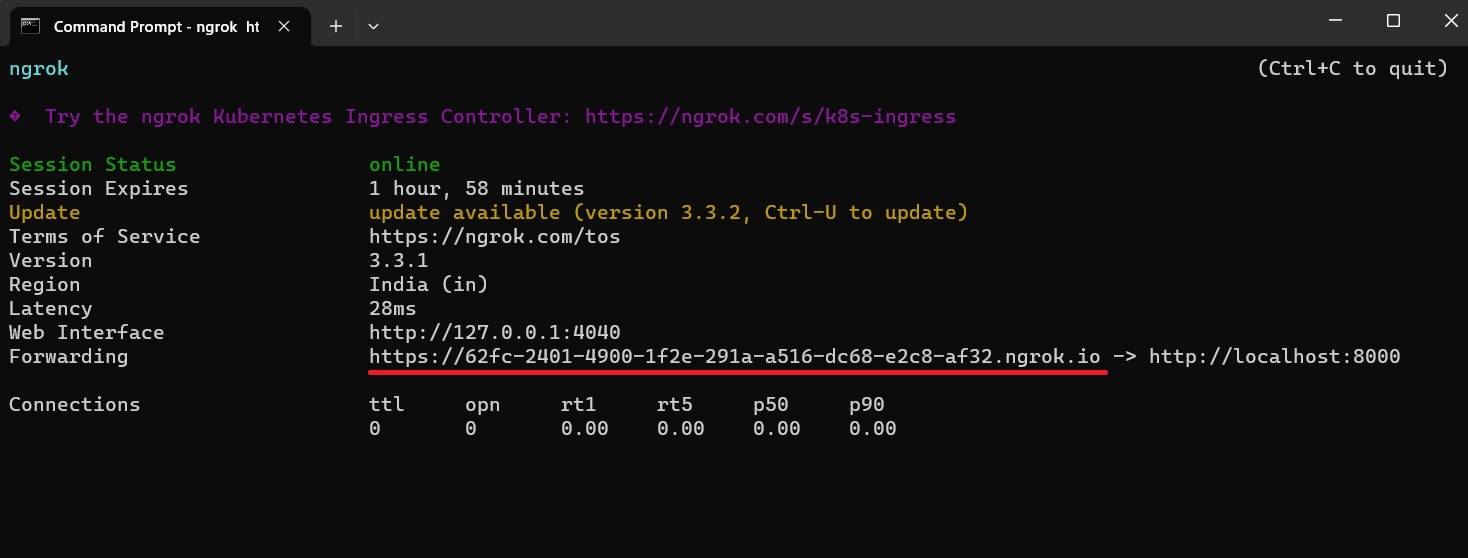 Command Prompt - ngrok ht
ngrok (Ctrl+C to quit)
� Try the ngrok Kubernetes Ingress Controller: https://ngrok.com/s/k8s-ingress
Session Status online
Session Expires 1 hour, 58 minutes
Update update available (version 3.3.2, Ctrl-U to update)
Terms of Service https://ngrok.com/tos
Version 3.3.1
Region India (in)
Latency 28ms
Web Interface http://127.0.0.1:4040
Forwarding https://62fc-2401-4900-1f2e-291a-a516-dc68-e2c8-af32.ngrok.io -> http://localhost:8000
Connections ttl opn rt1 rt5 p50 p90
0 0 0.00 0.00 0.00 0.00